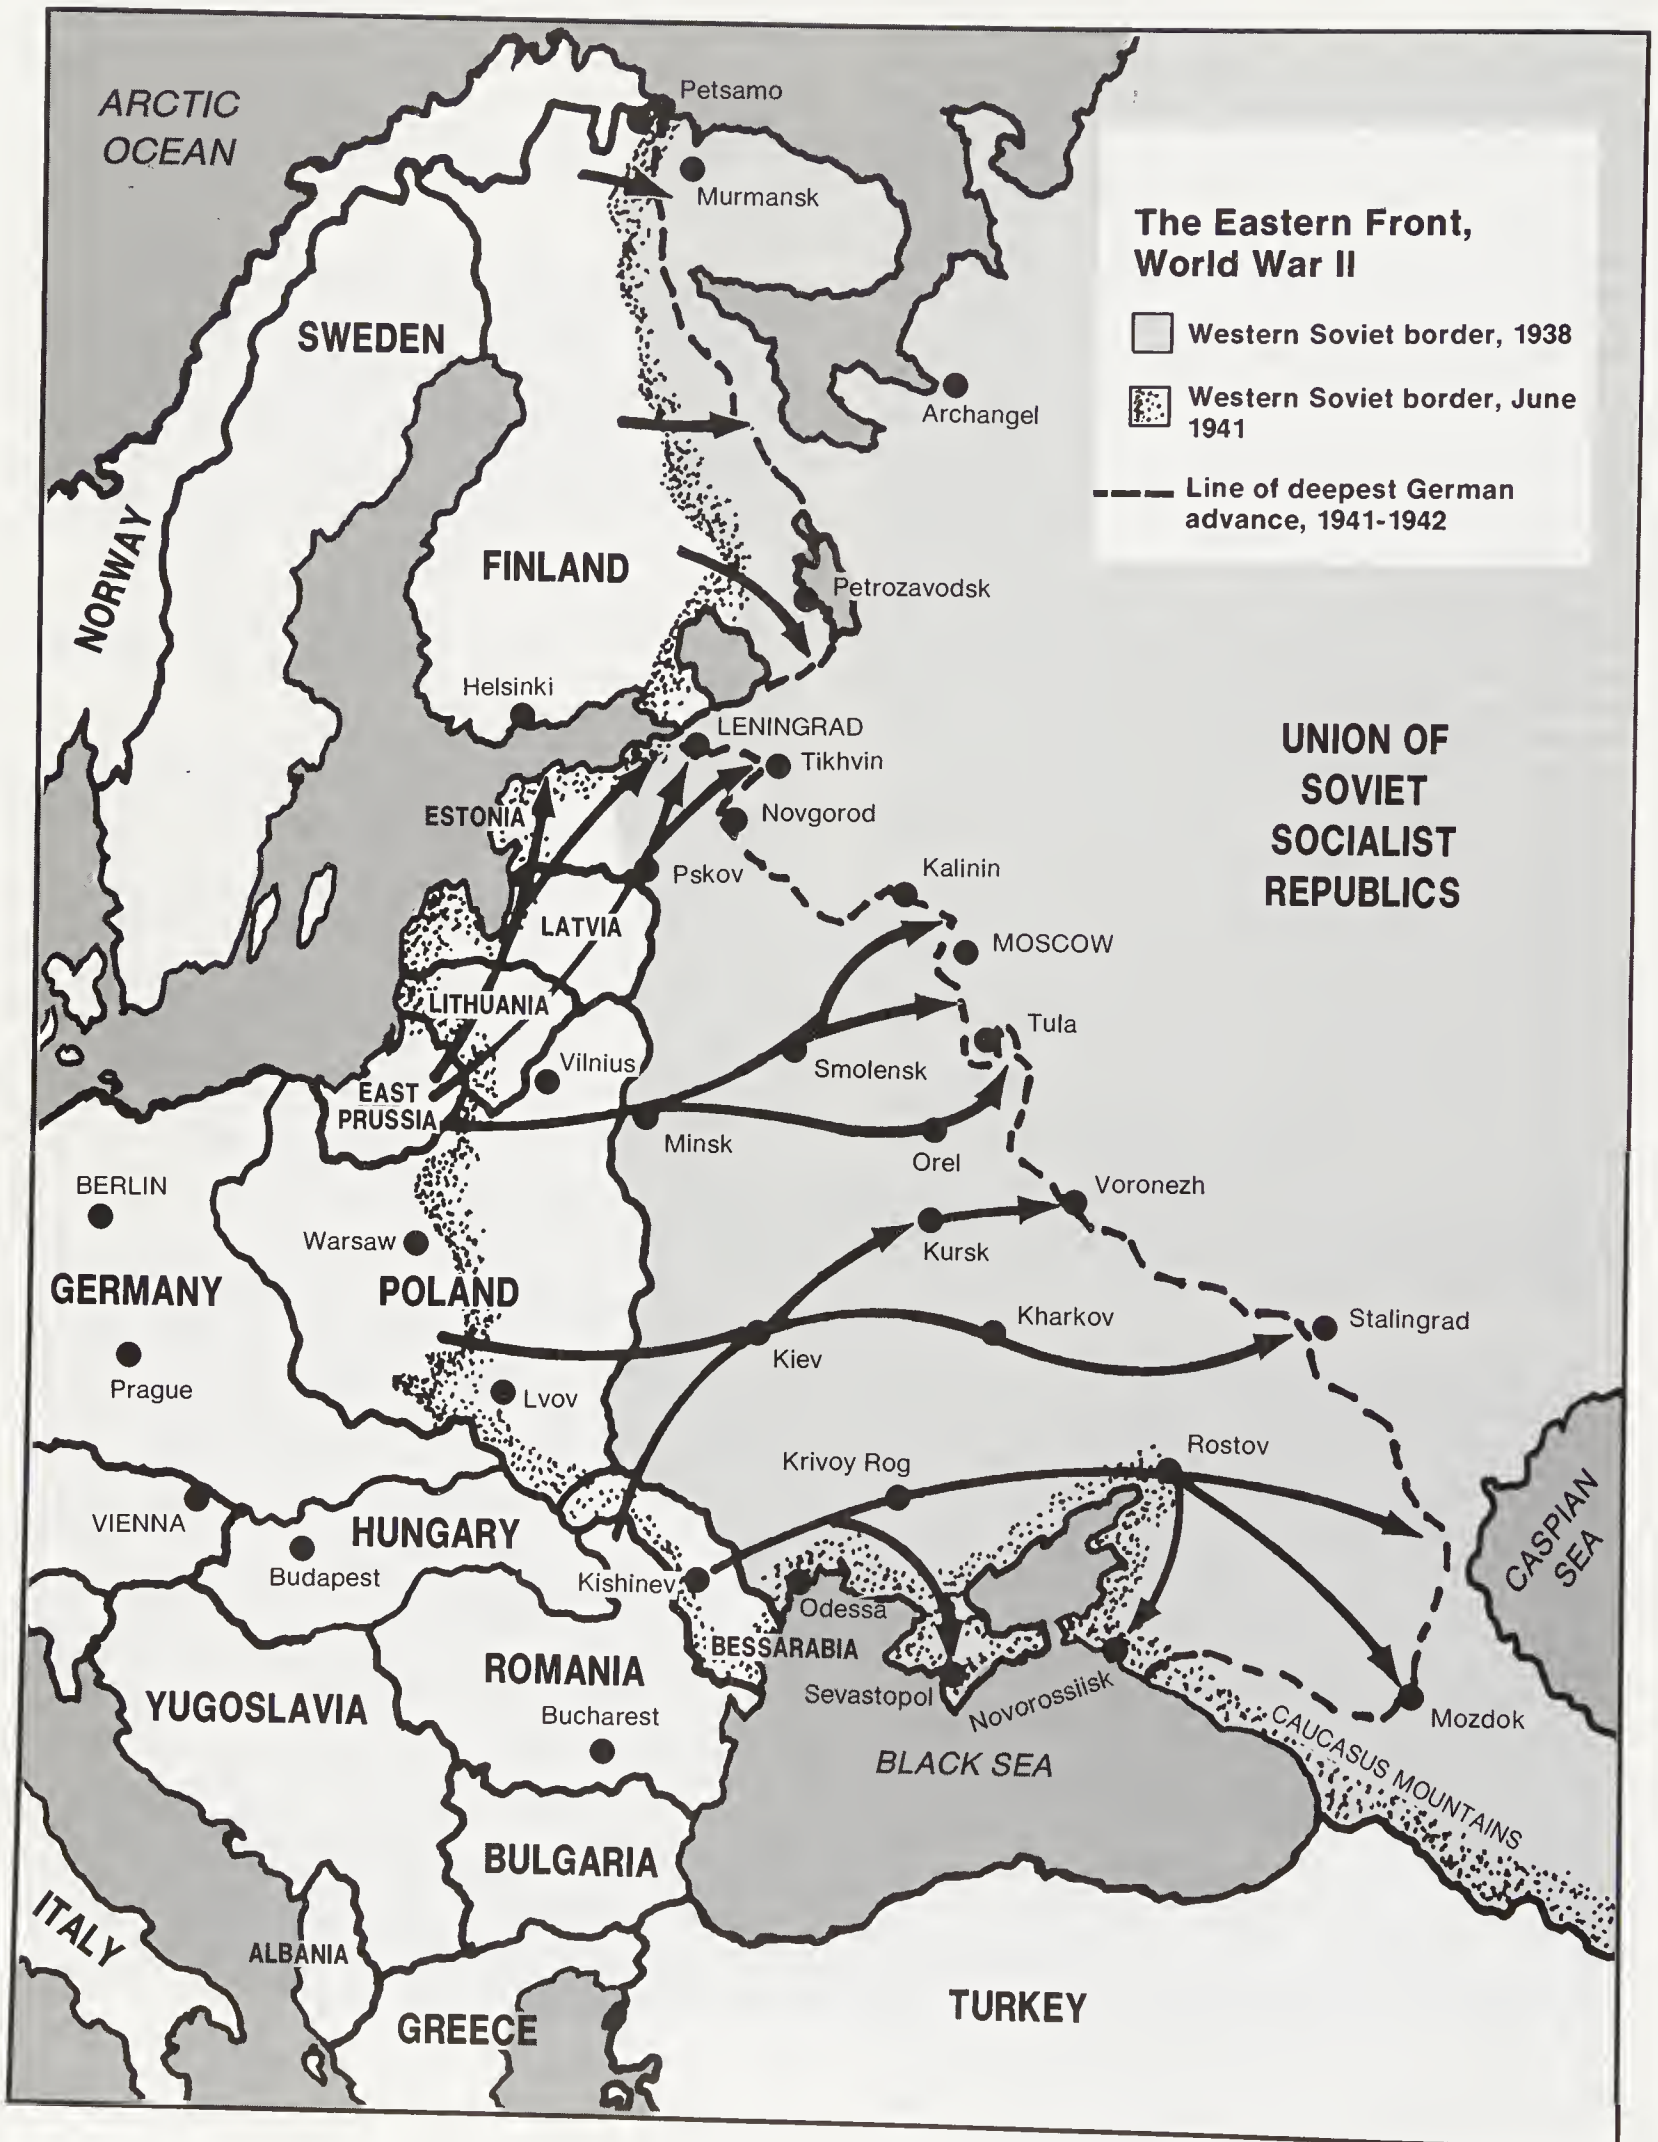 ARCTIC
OCEAN
Petsamo
Murmansk
The Eastern Front,
World War II
Western Soviet border, 1938
Western Soviet border, June
1941
Line of deepest German
advance, 1941-1942
SWEDEN
Archangel
NORWAY
FINLAND
Petrozavodsk
Helsinki
LENINGRAD
Tikhvin
UNION OF
SOVIET
SOCIALIST
REPUBLICS
ESTONIA
Novgorod
Pskov
Kalinin
LATVIA
MOSCOW
LITHUANIA
Tula
Vilnius
Smolensk
EAST
PRUSSIA
Minsk
Orel
BERLIN
Voronezh
Warsaw
Kursk
GERMANY
POLAND
Kharkov
Stalingrad
Kiev
Prague
Lvov
Rostov
Krivoy Rog
VIENNA
HUNGARY
CASPIAN
SEA
Budapest
Kishinev
Odessa
BESSARABIA
ROMANIA
Sevastopol
Novorossiisk
YUGOSLAVIA
Bucharest
Mozdok
CAUCASUS MOUNTAINS
BLACK SEA
BULGARIA
ITALY
ALBANIA
TURKEY
GREECE